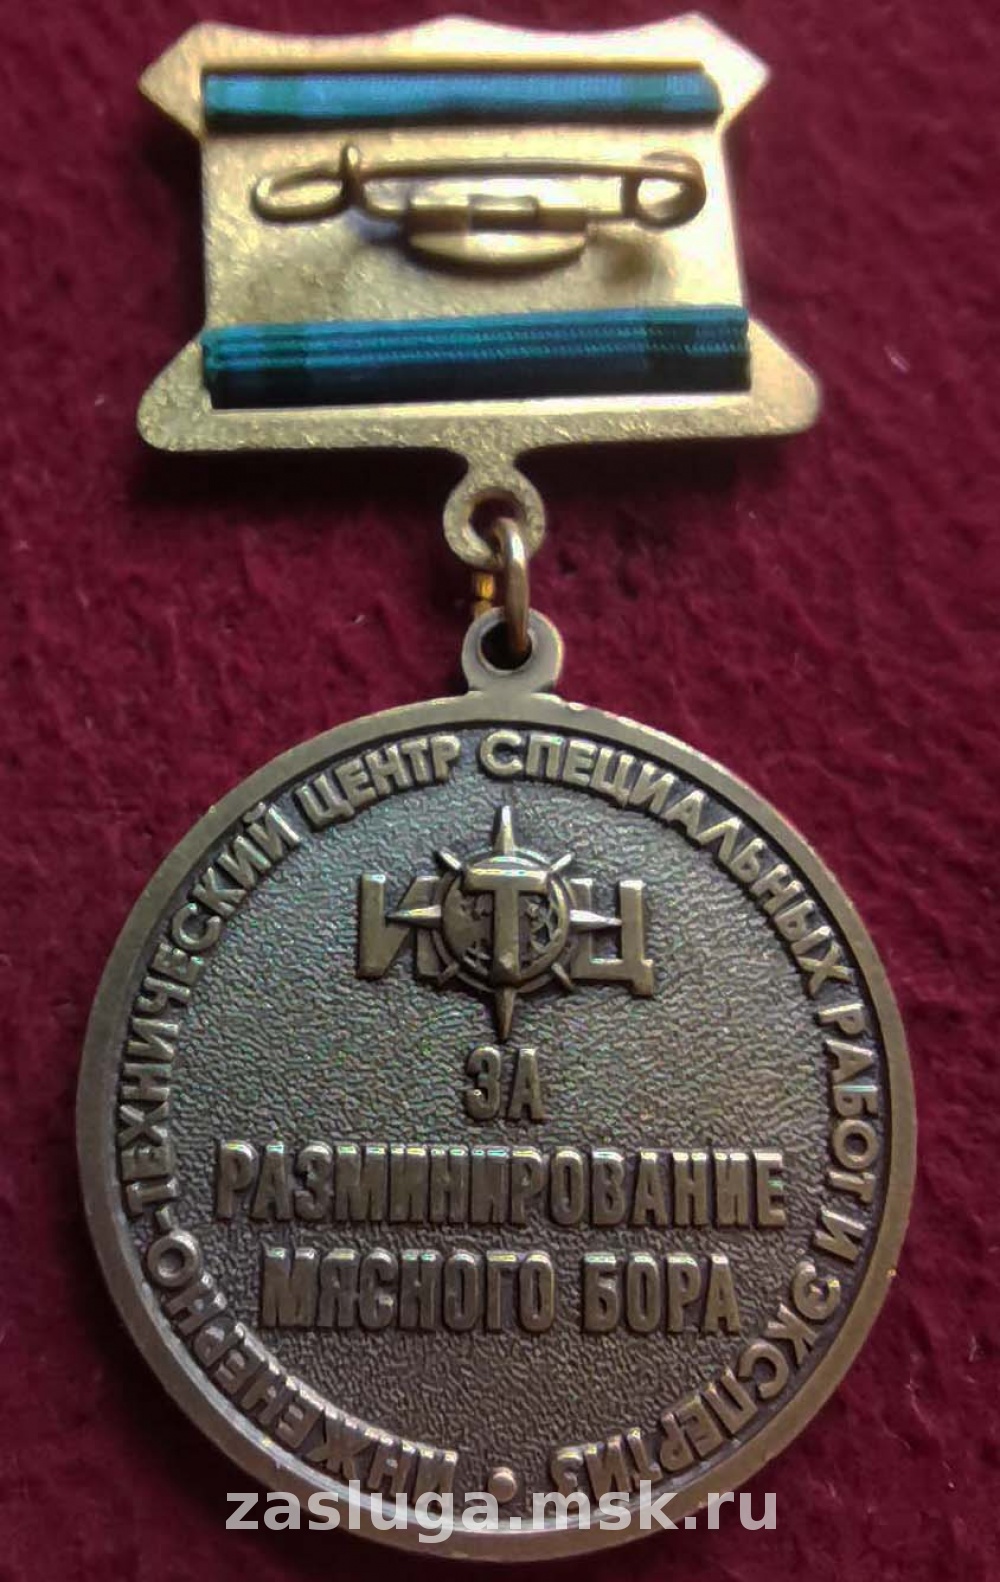 ИНЖЕНЕРНО-ТЕХНИЧЕСКИЙ ЦЕНТР СПЕЦИАЛЬНЫХ РАБОТ И ЭКСПЕРТИЗ •
ИТЦ
ЗА
РАЗМИНИРОВАНИЕ
МЯСНОГО БОРА
zasluga.msk.ru